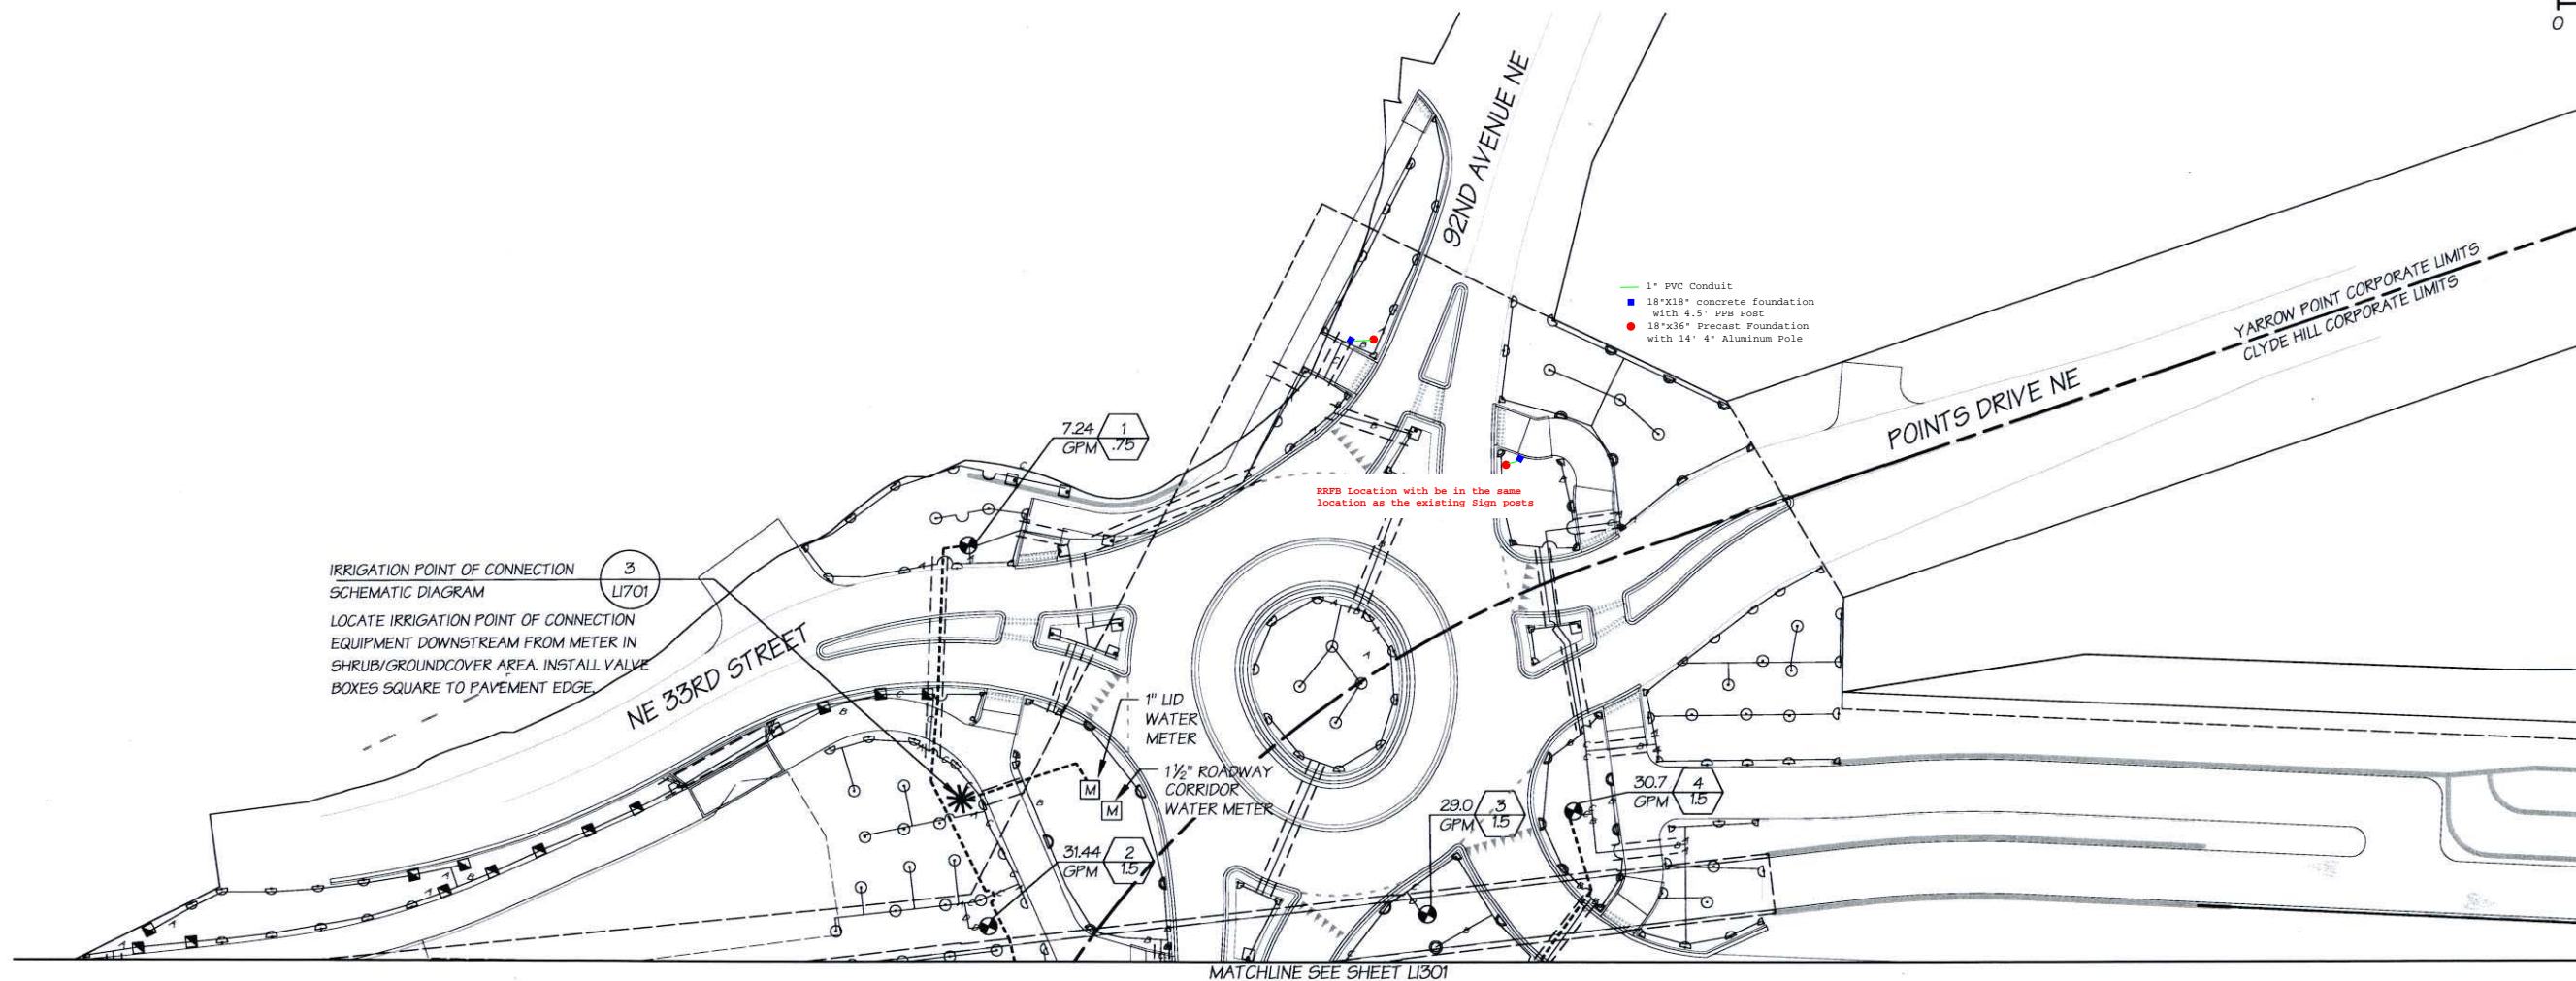 O
92ND AVENUE NE
1" PVC Conduit
18"X18" concrete foundation
with 4.5' PPB Post
18"x36" Precast Foundation
with 14' 4" Aluminum Pole
YARROW POINT CORPORATE LIMITS
CLYDE HILL CORPORATE LIMITS
POINTS DRIVE NE
7.24
GPM
1
.75
RRFB Location with be in the same
location as the existing Sign posts
IRRIGATION POINT OF CONNECTION
SCHEMATIC DIAGRAM
3
LI701
LOCATE IRRIGATION POINT OF CONNECTION
EQUIPMENT DOWNSTREAM FROM METER IN
SHRUB/GROUNDCOVER AREA. INSTALL VALVE
BOXES SQUARE TO PAVEMENT EDGE.
NE 33RD STREET
1" LID
WATER
METER
1½" ROADWAY
CORRIDOR
WATER METER
M
M
31.44
GPM
2
1.5
29.0
GPM
3
1.5
30.7
GPM
4
1.5
MATCHLINE SEE SHEET LI301